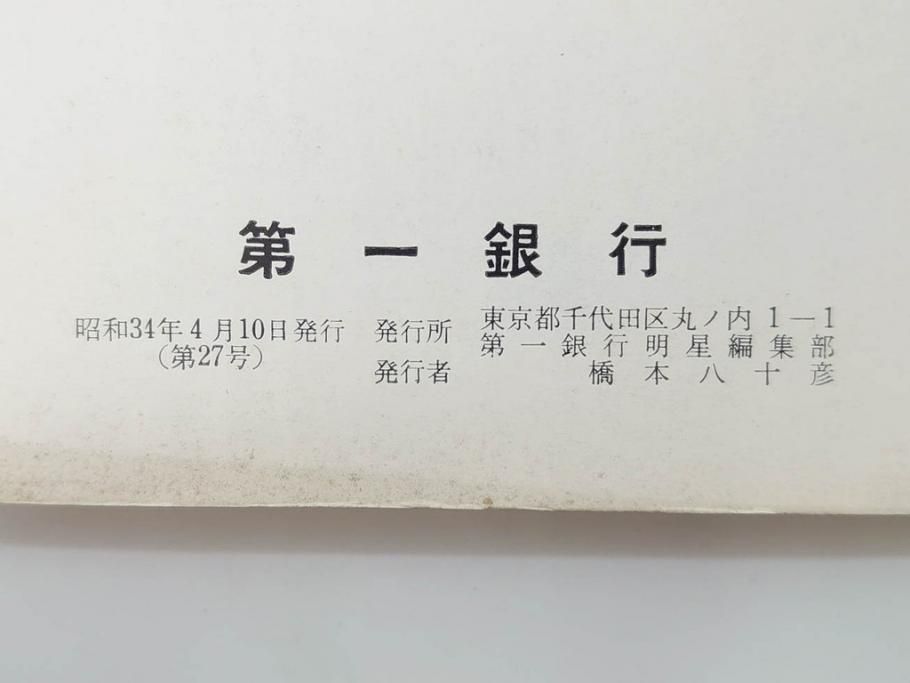 第一銀行
昭和34年4月10日発行
(第27号)
発行所
東京都千代田区丸ノ内1―1
第一銀行明星編集部
発行者
橋本八十彦